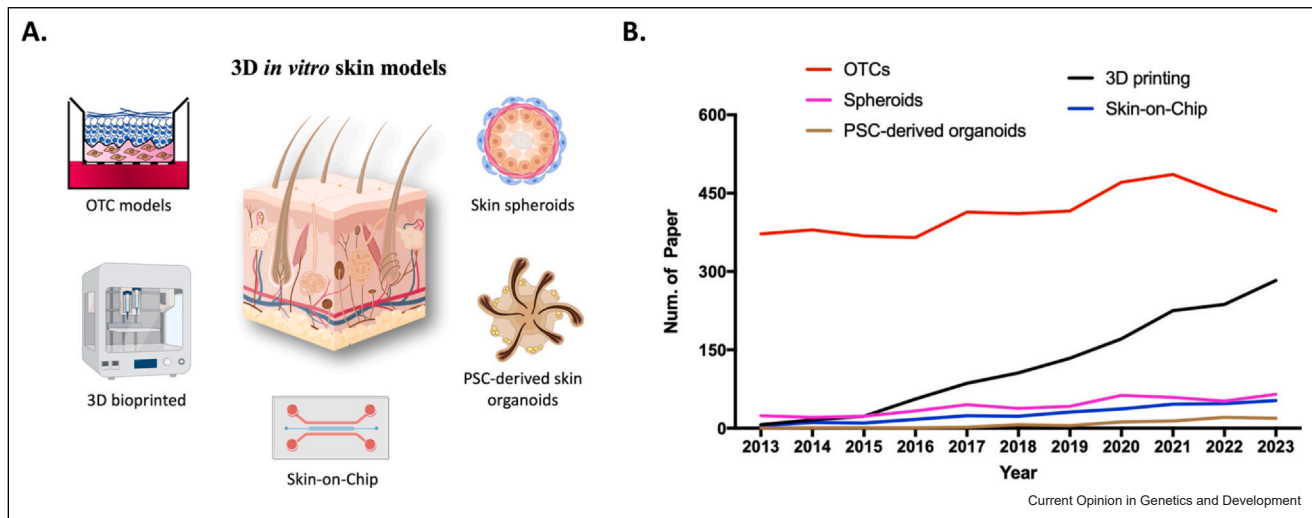 A.
3D in vitro skin models
OTC models
Skin spheroids
3D bioprinted
PSC-derived skin
organoids
Skin-on-Chip
B.
OTCs
Spheroids
PSC-derived organoids
3D printing
Skin-on-Chip
Num. of Paper
600
450
300
150
0
2013 2014 2015 2016 2017 2018 2019 2020 2021 2022 2023
Year
Current Opinion in Genetics and Development